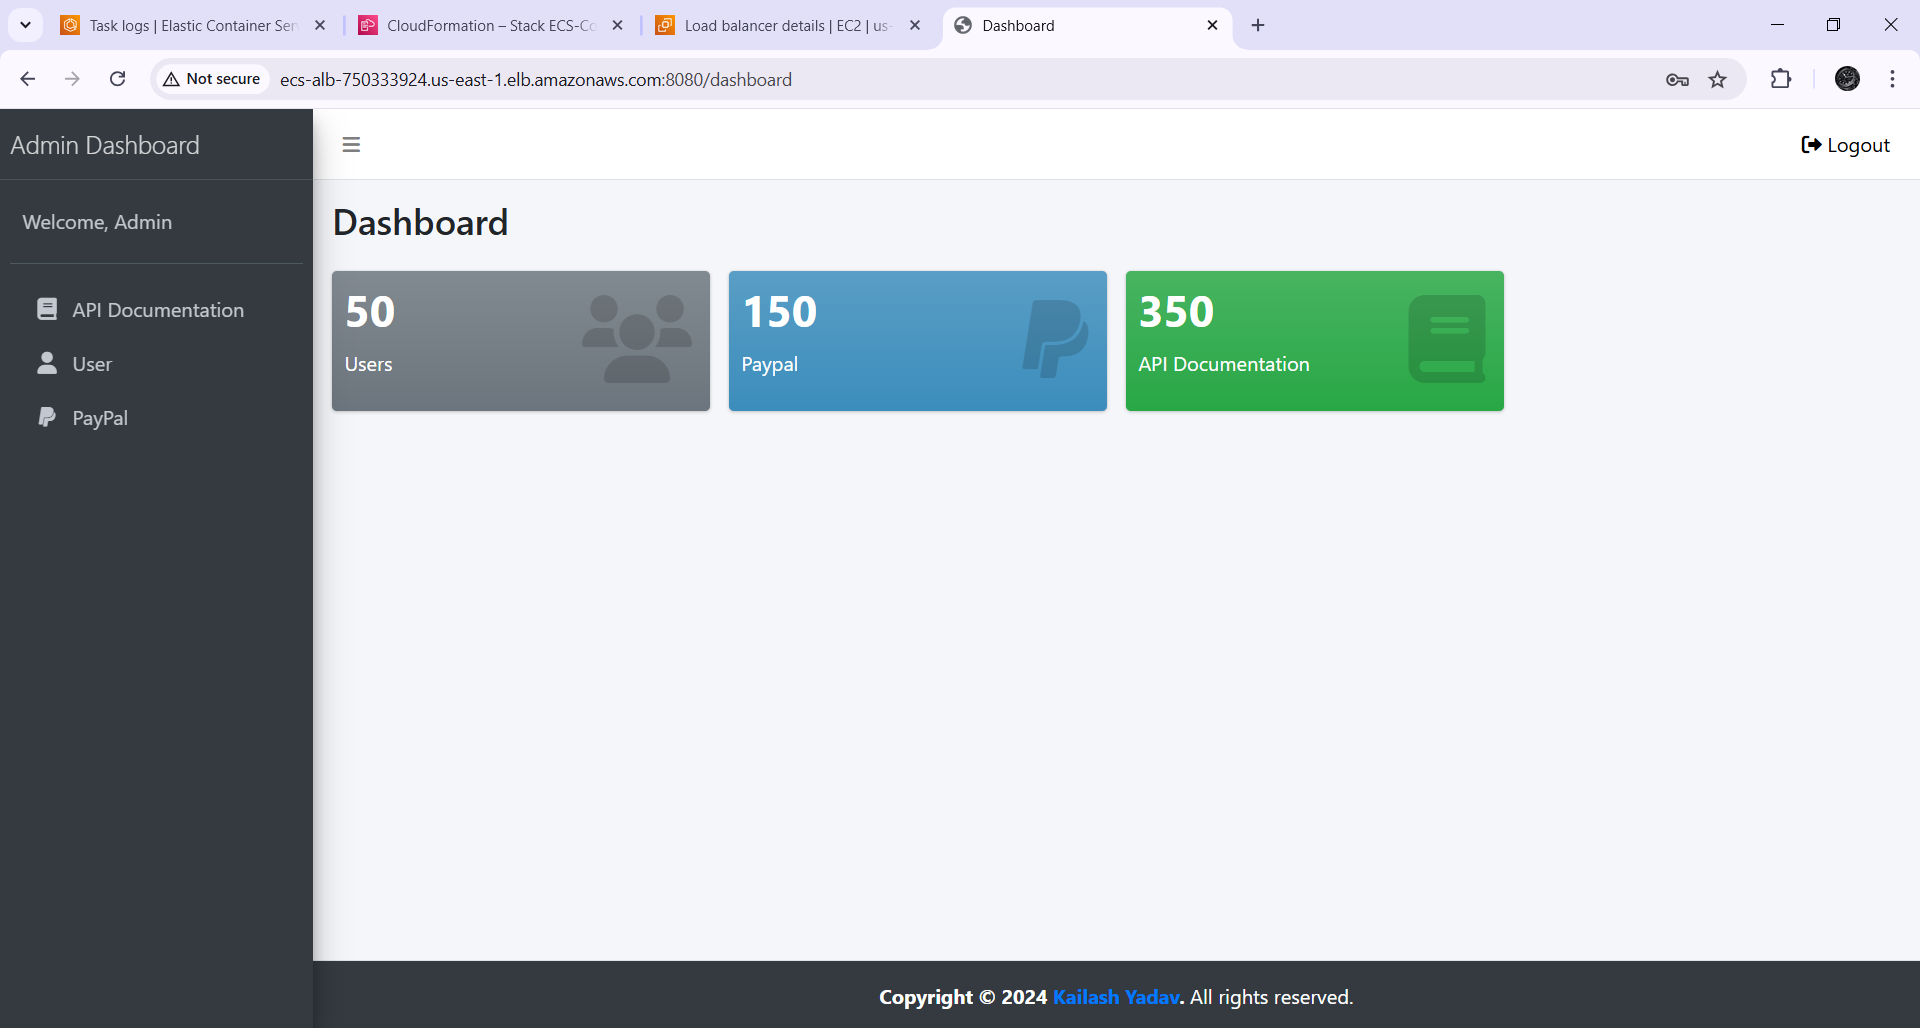 Task logs | Elastic Container Ser
CloudFormation – Stack ECS-Co
Load balancer details | EC2 | us-
Dashboard
Not secure
ecs-alb-750333924.us-east-1.elb.amazonaws.com:8080/dashboard
Admin Dashboard
Logout
Welcome, Admin
API Documentation
User
PayPal
Dashboard
50
Users
150
Paypal
350
API Documentation
Copyright © 2024 Kailash Yadav. All rights reserved.